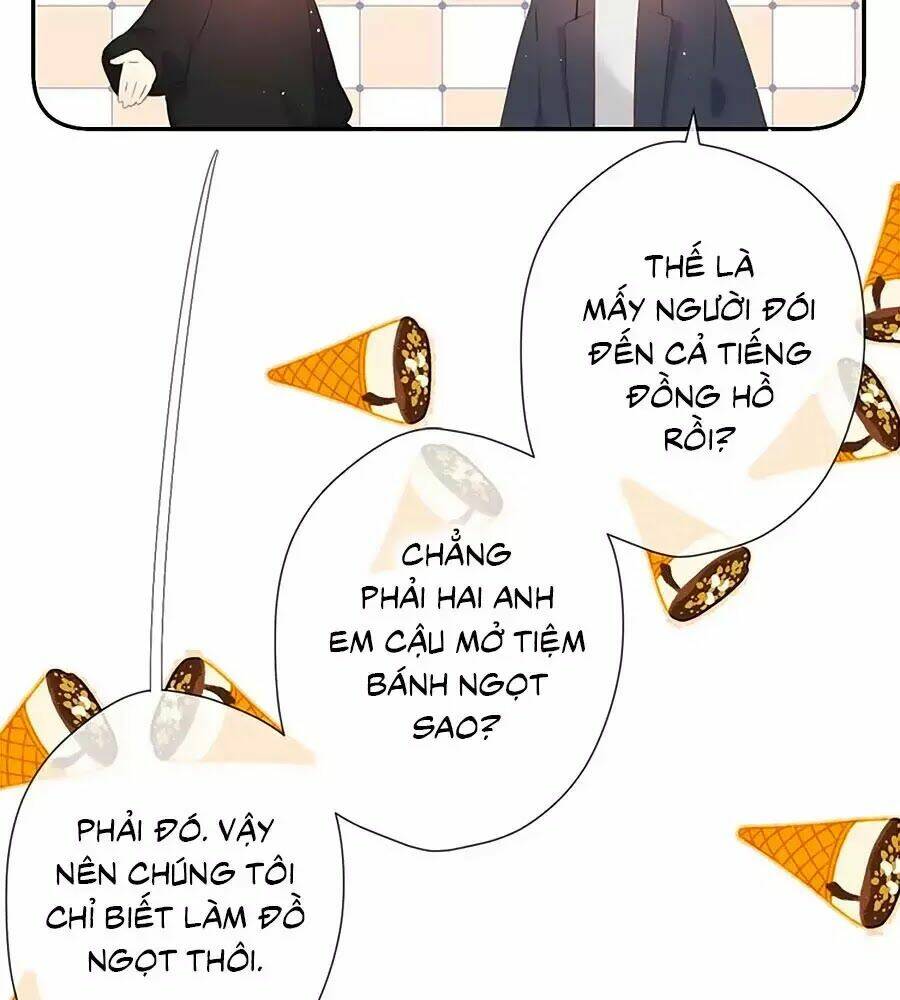 THẾ LÀ
MẤY NGƯỜI ĐÓI
ĐẾN CẢ TIẾNG
ĐỒNG HỒ
RỒI?
CHẲNG
PHẢI HAI ANH
EM CẬU MỞ TIỆM
BÁNH NGỌT
SAO?
PHẢI ĐÓ. VẬY
NÊN CHÚNG TÔI
CHỈ BIẾT LÀM ĐỒ
NGỌT THÔI.